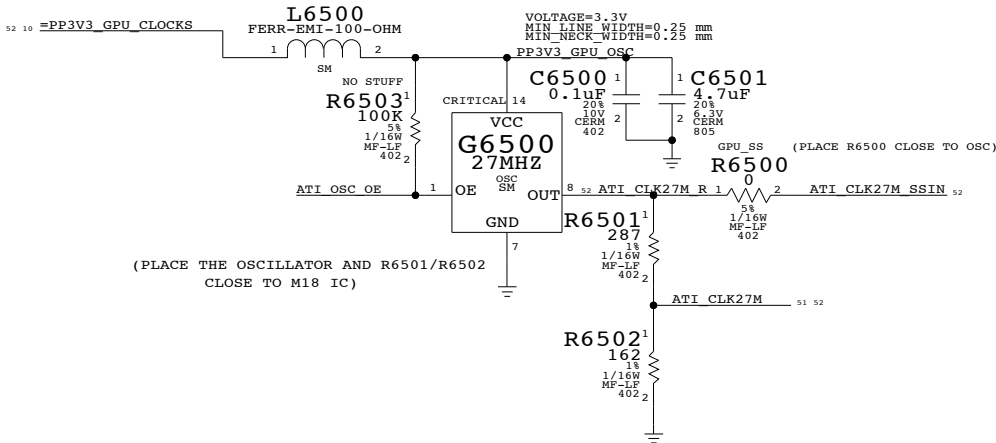 52 10 =PP3V3_GPU_CLOCKS
L6500
FERR-EMI-100-OHM
1 2
SM
VOLTAGE=3.3V
MIN_LINE_WIDTH=0.25 mm
MIN_NECK_WIDTH=0.25 mm
PP3V3_GPU_OSC
NO STUFF
R6503
100K
5%
1/16W
MF-LF
402
1
2
C6500
0.1uF
20%
10V
CERM
402
1
2
C6501
4.7uF
20%
6.3V
CERM
805
1
2
CRITICAL 14
VCC
G6500
27MHZ
OSC
SM
OE
OUT
GND
ATI_OSC_OE 1
7
8 52 ATI_CLK27M_R 1
GPU_SS (PLACE R6500 CLOSE TO OSC)
R6500
0
5%
1/16W
MF-LF
402
2 ATI_CLK27M_SSIN 52
R6501
287
1%
1/16W
MF-LF
402
1
2
(PLACE THE OSCILLATOR AND R6501/R6502
CLOSE TO M18 IC)
ATI_CLK27M 51 52
R6502
162
1%
1/16W
MF-LF
402
1
2